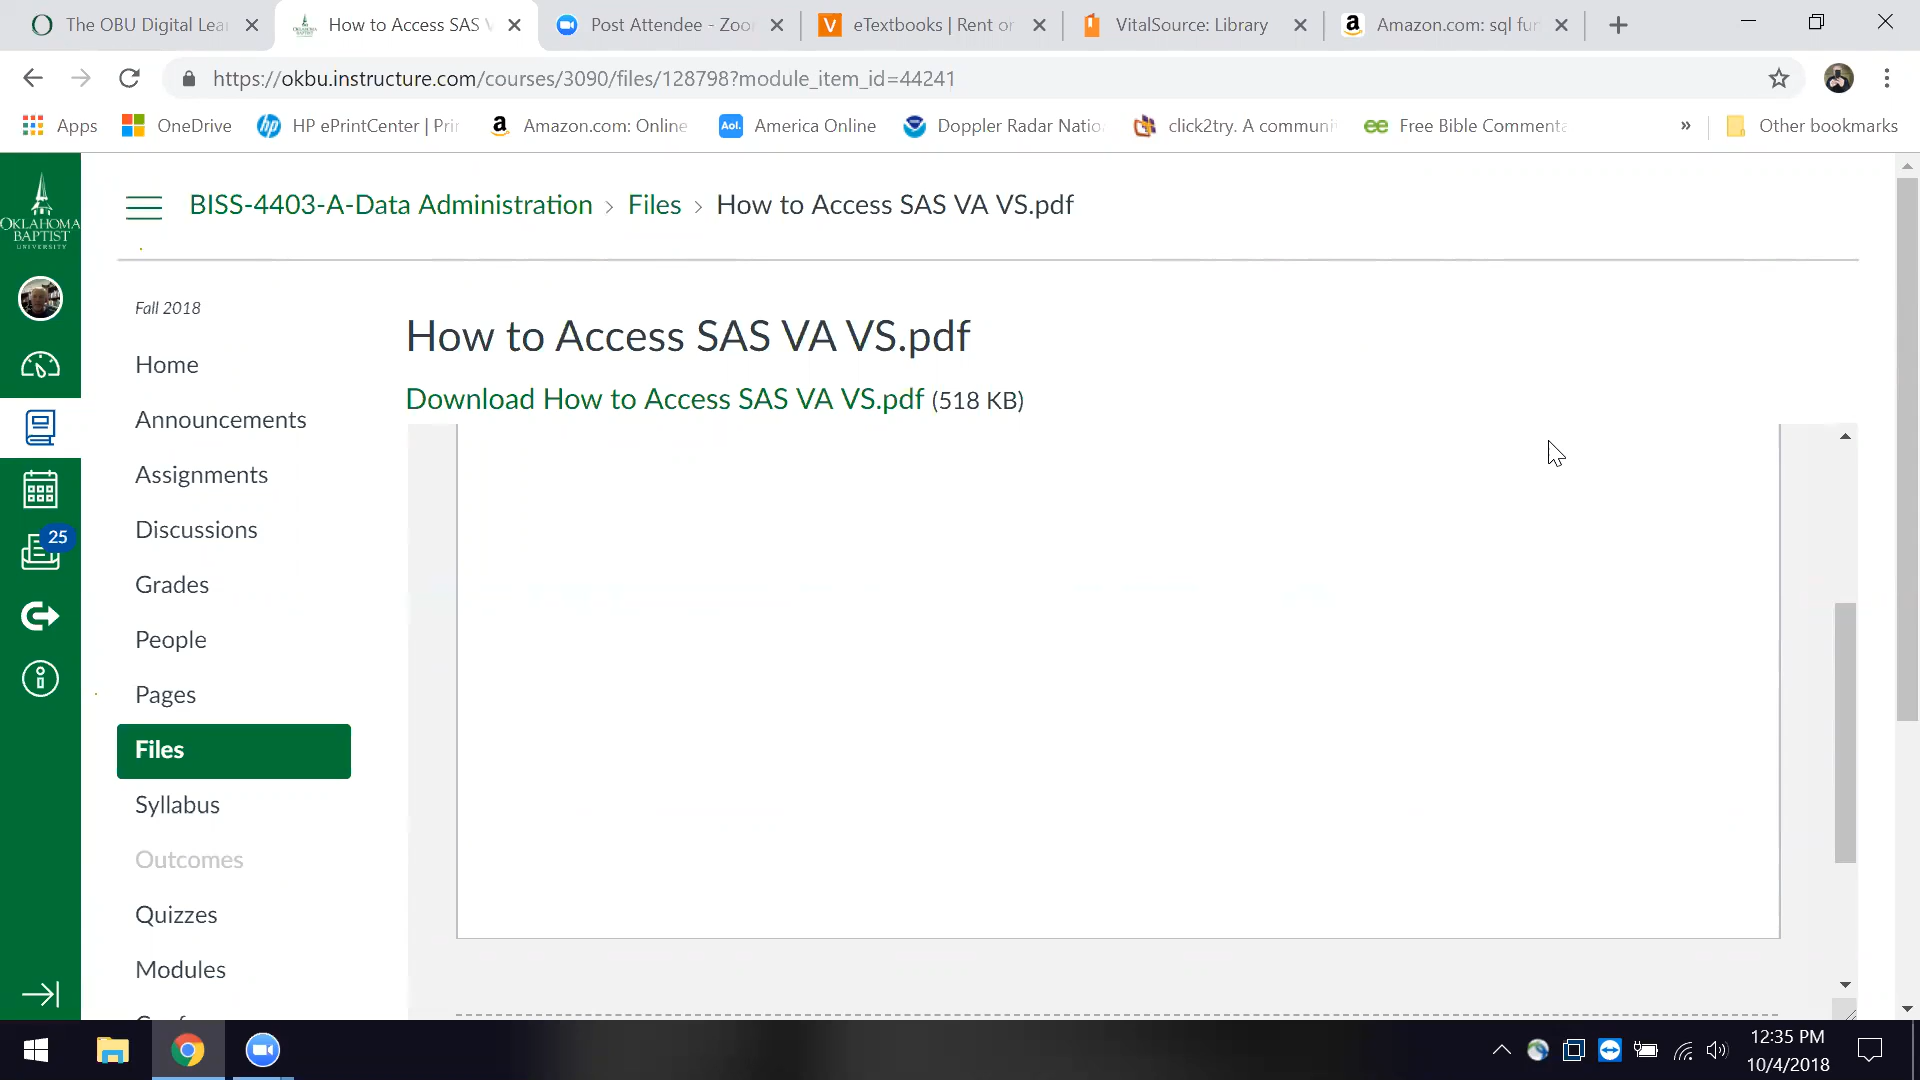 The OBU Digital Lea
How to Access SAS V
Post Attendee - Zoo
eTextbooks | Rent or
VitalSource: Library
Amazon.com: sql fun
https://okbu.instructure.com/courses/3090/files/128798?module_item_id=44241
Apps
OneDrive
HP ePrintCenter | Prin
Amazon.com: Online
Aol.
America Online
Doppler Radar Natio
click2try. A communi
Free Bible Commenta
»
Other bookmarks
OKLAHOMA
BAPTIST
UNIVERSITY
BISS-4403-A-Data Administration > Files > How to Access SAS VA VS.pdf
Fall 2018
Home
Announcements
Assignments
Discussions
Grades
People
Pages
Files
Syllabus
Outcomes
Quizzes
Modules
25
How to Access SAS VA VS.pdf
Download How to Access SAS VA VS.pdf (518 KB)
12:35 PM
10/4/2018